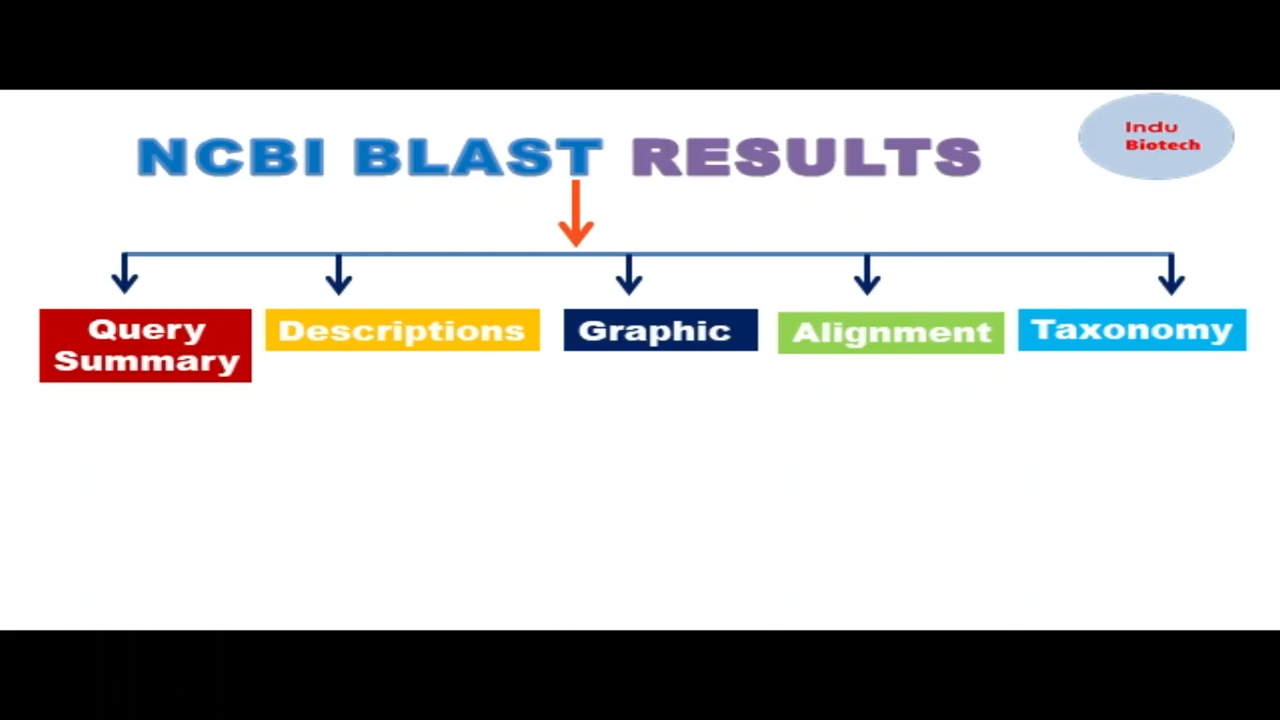 NCBI BLAST RESULTS
Indu
Biotech
Query
Summary
Descriptions
Graphic
Alignment
Taxonomy